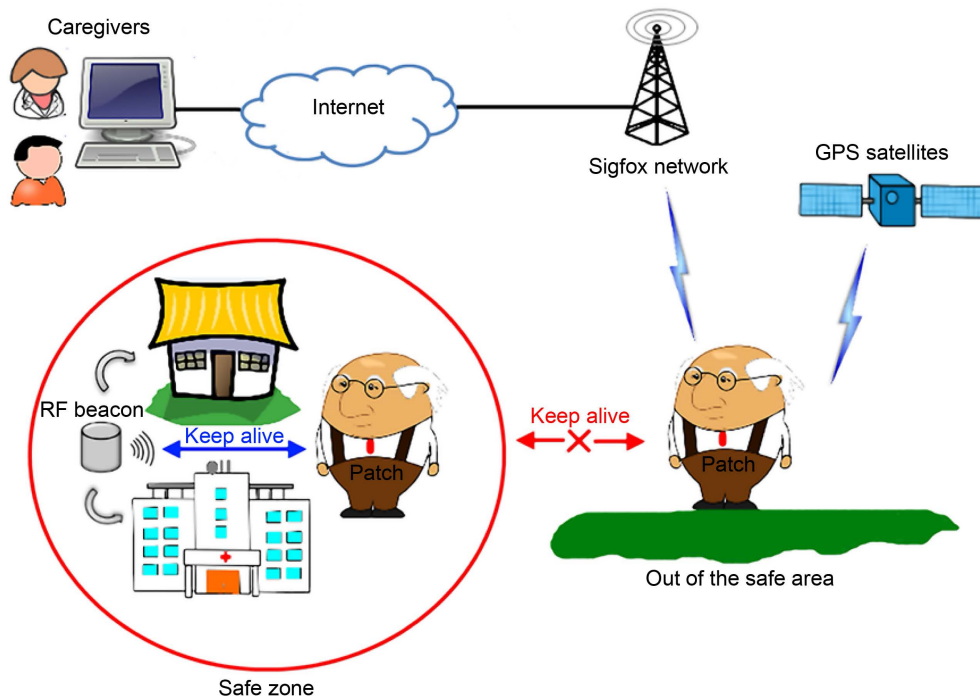 Caregivers
Internet
Sigfox network
GPS satellites
RF beacon
Keep alive
Patch
Keep alive
Patch
Out of the safe area
Safe zone